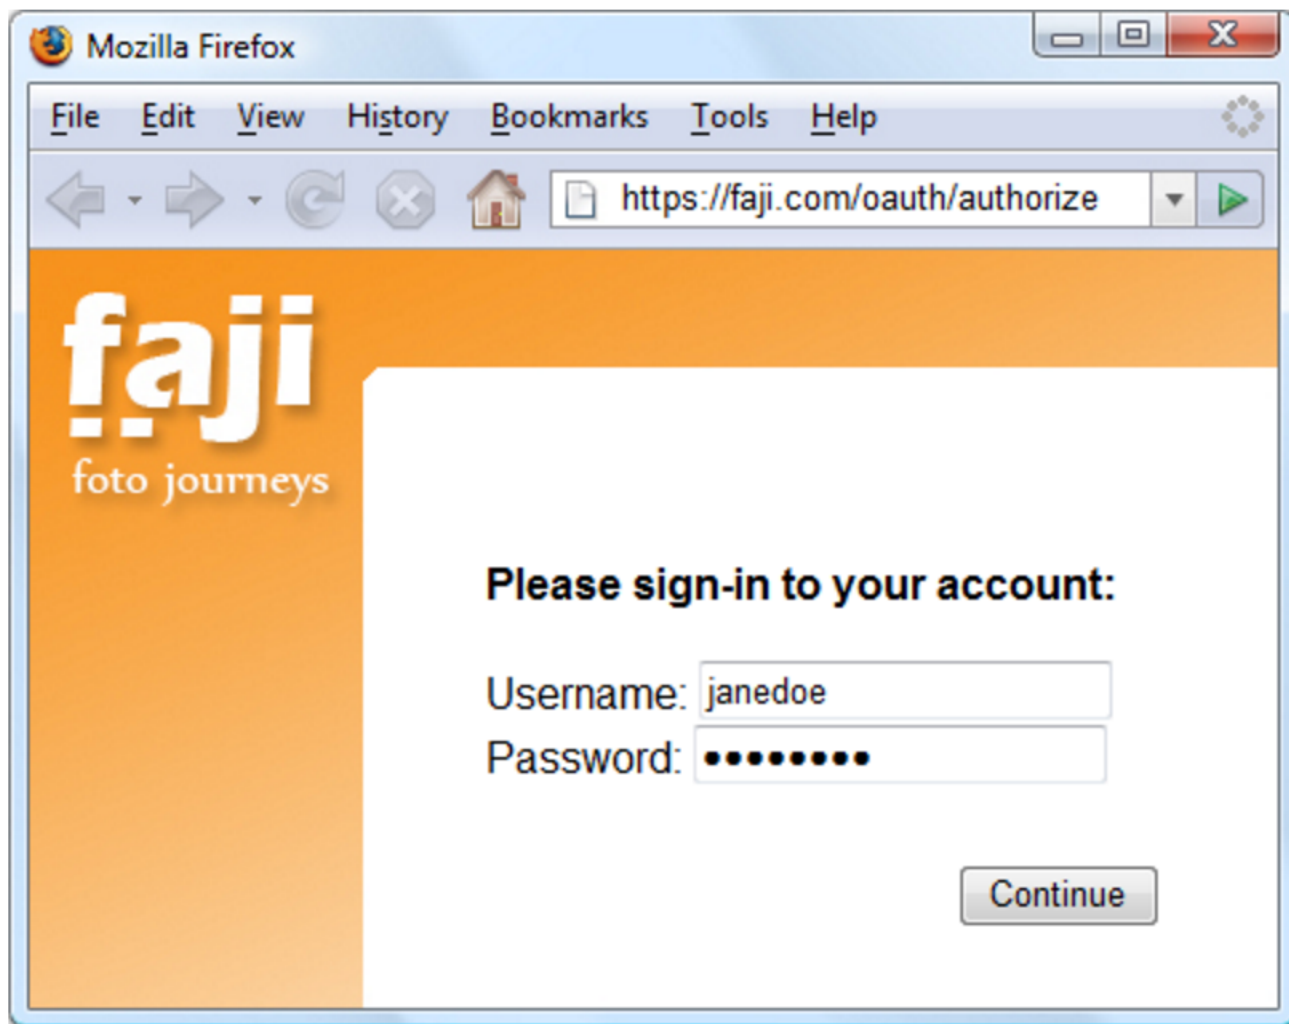 Mozilla Firefox
File Edit View History Bookmarks Tools Help
https://faji.com/oauth/authorize
faji
foto journeys
Please sign-in to your account:
Username: janedoe
Password: ••••••••
Continue